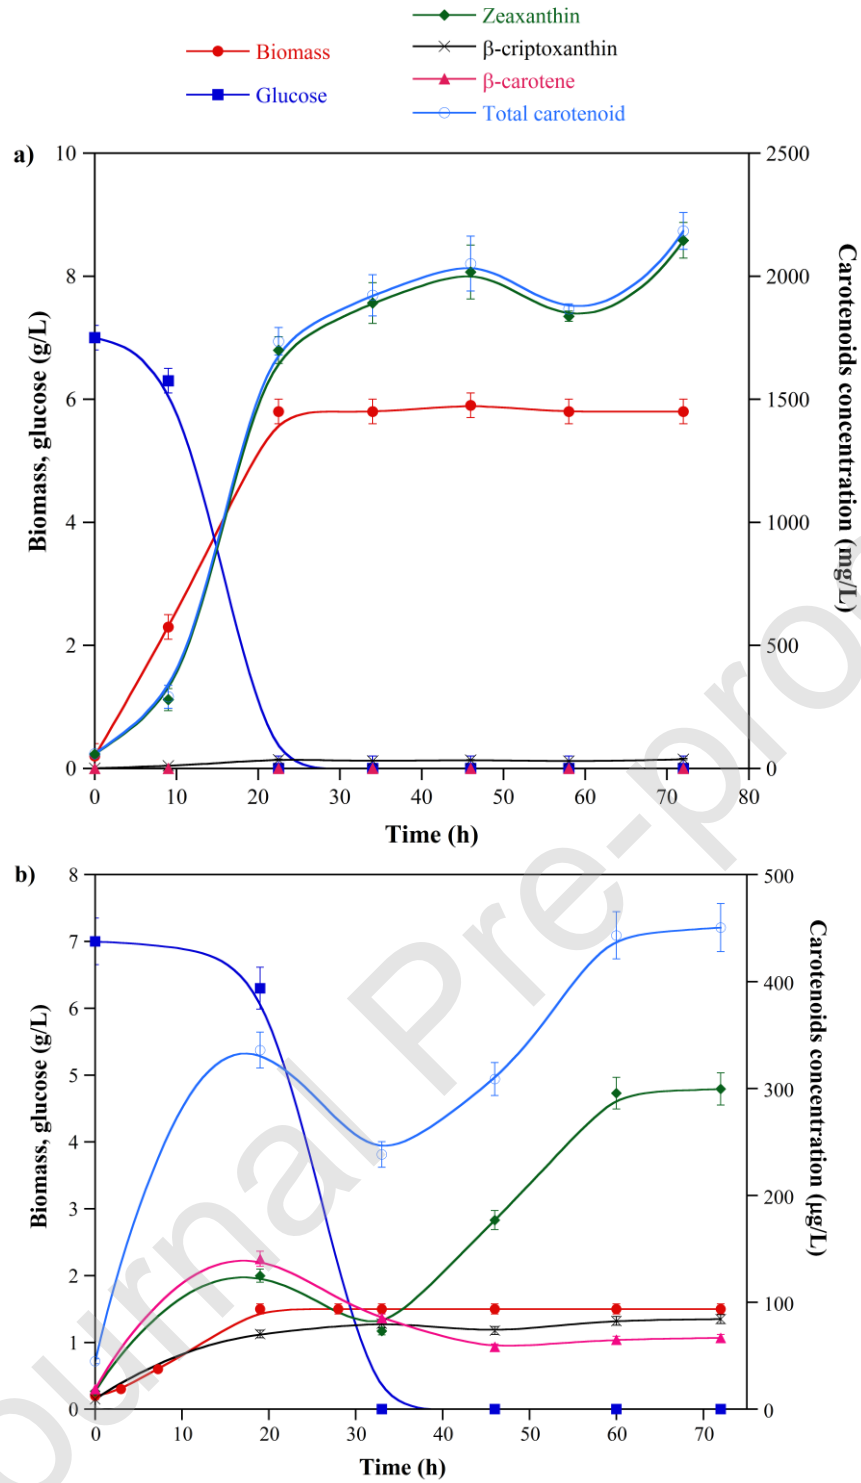 Zeaxanthin
Biomass
β-criptoxanthin
β-carotene
Glucose
Total carotenoid
a)
10
2500
8
2000
6
1500
4
1000
2
500
0
0
0 10 20 30 40 50 60 70 80
Time (h)
Biomass, glucose (g/L)
Carotenoids concentration (mg/L)
b)
8
500
7
400
6
5
300
4
3
200
2
100
1
0
0
0 10 20 30 40 50 60 70
Time (h)
Biomass, glucose (g/L)
Carotenoids concentration (µg/L)
ournal Pre-proo